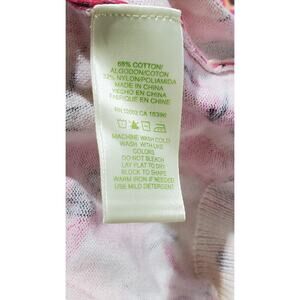 68% COTTON/
ALGODON/COTON
32% NYLON/POLIAMIDA
MADE IN CHINA
HECHO EN CHINA
FABRIQUE EN CHINE
RN CA
MACHINE WASH COLD
WASH WITH LIKE
COLORS
DO NOT BLEACH
LAY FLAT TO DRY
BLOCK TO SHAPE
WARM IRON IF NEEDED
USE MILD DETERGENT